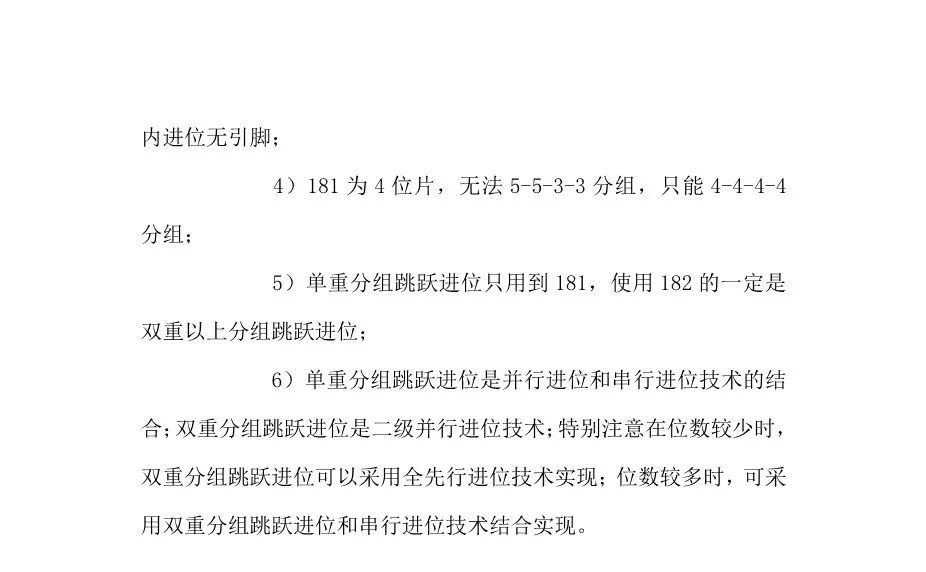 内进位无引脚；
4）181 为 4 位片，无法 5-5-3-3 分组，只能 4-4-4-4
分组；
5）单重分组跳跃进位只用到 181，使用 182 的一定是
双重以上分组跳跃进位；
6）单重分组跳跃进位是并行进位和串行进位技术的结
合；双重分组跳跃进位是二级并行进位技术；特别注意在位数较少时，
双重分组跳跃进位可以采用全先行进位技术实现；位数较多时，可采
用双重分组跳跃进位和串行进位技术结合实现。